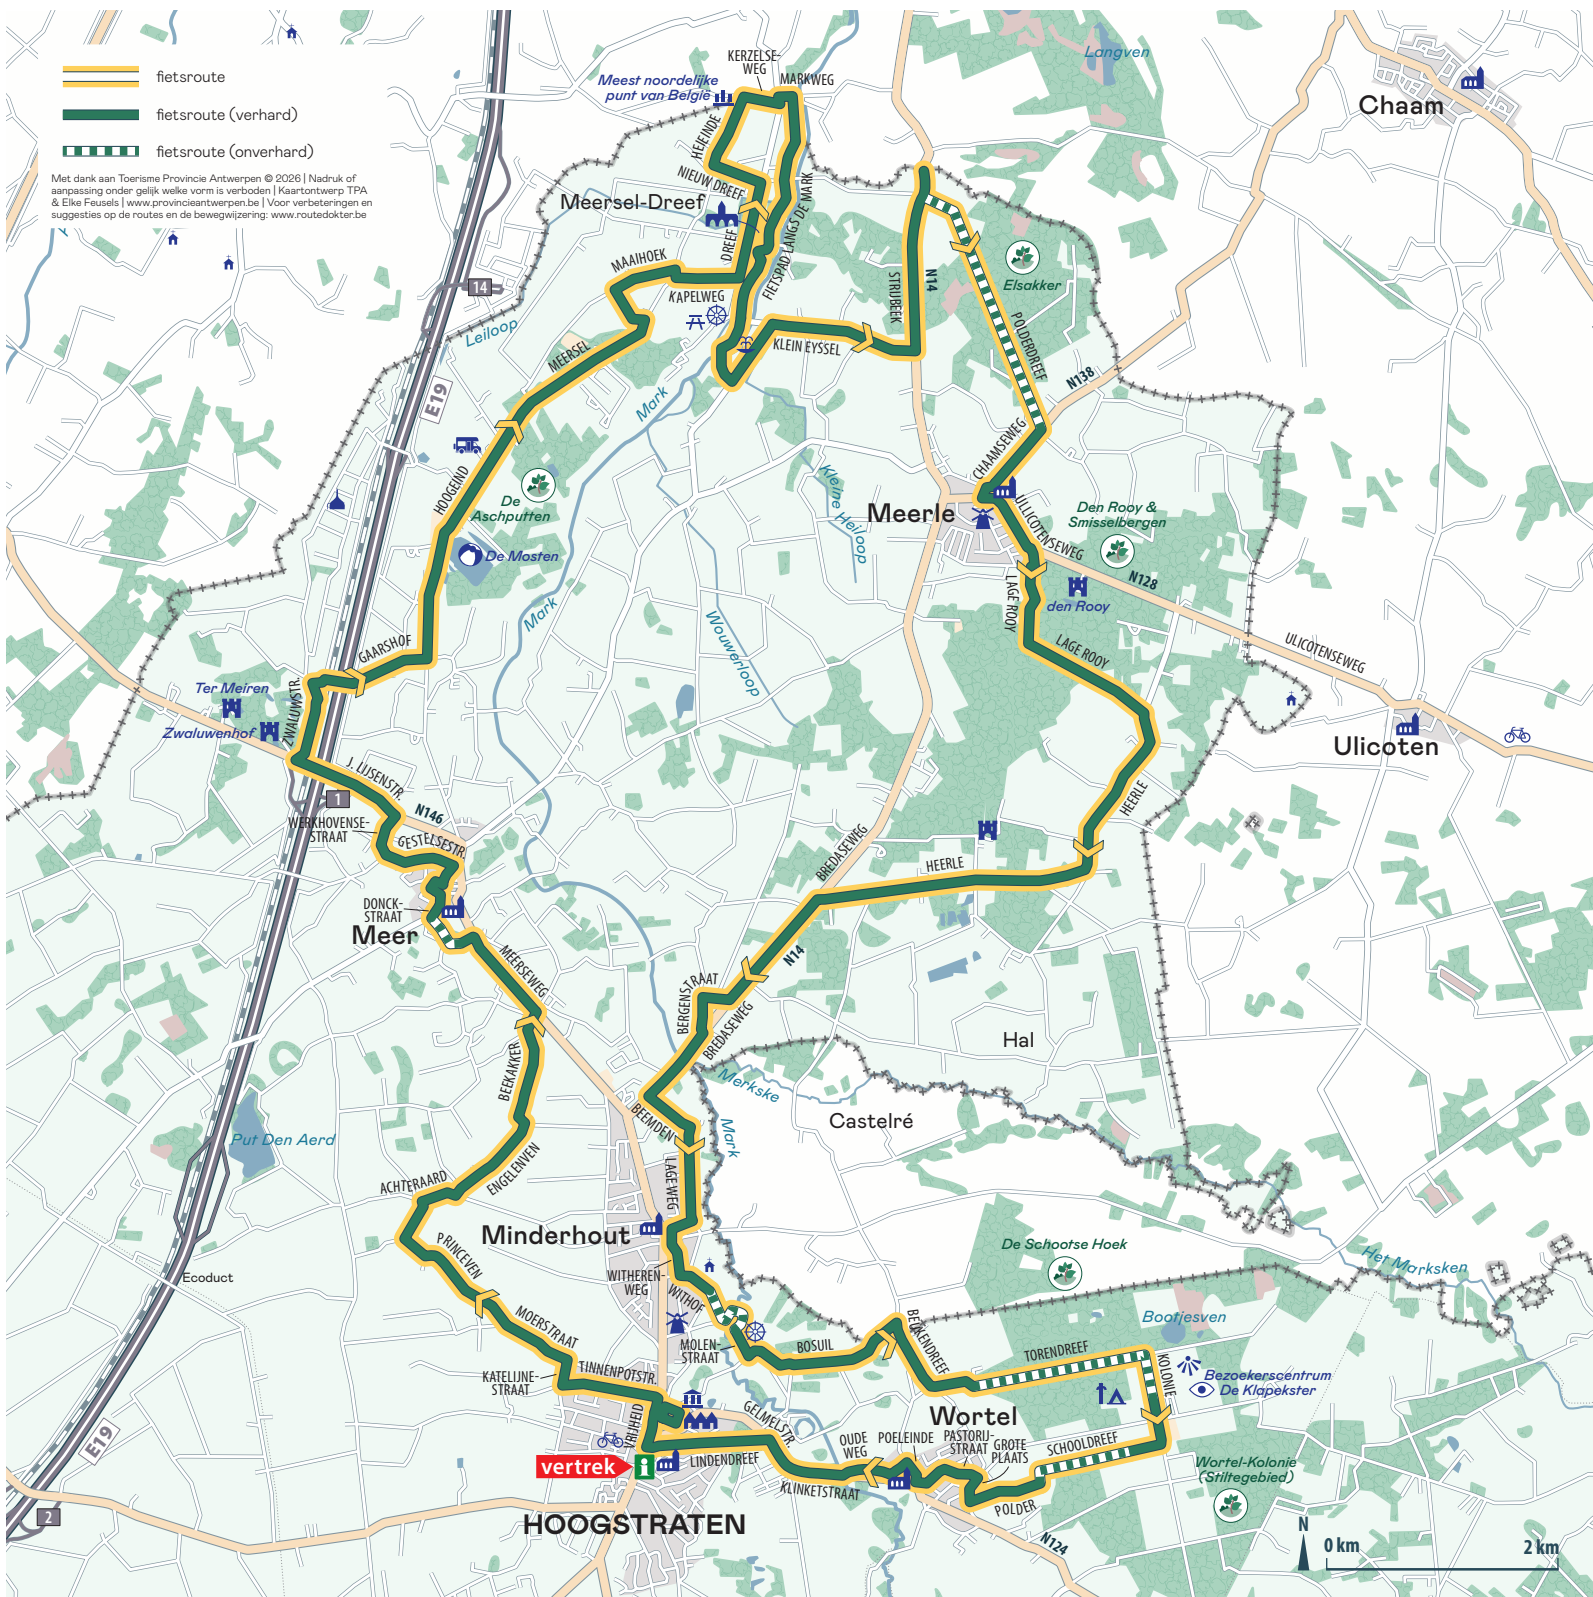 fietsroute
fietsroute (verhard)
fietsroute (onverhard)
Met dank aan Toerisme Provincie Antwerpen © 2026 | Nadruk of
aanpassing onder gelijk welke vorm is verboden | Kaartontwerp TPA
& Elke Feusels | www.provincieantwerpen.be | Voor verbeteringen en
suggesties op de routes en de bewegwijzering: www.routedokter.be
KERZELSE-
WEG
MARKWEG
Meest noordelijke
punt van België
HEIEINDE
NIEUW DREEF
Meersel-Dreef
DREEF
FIETSPAD LANGS DE MARK
MAAIHOEK
KAPELWEG
14
Leiloop
MEERSEL
E19
Mark
KLEIN EYSSEL
STRIJBEEK
N14
Langven
Chaam
Elsakker
POLDERDREEF
N138
CHAAMSEWEG
HOOGEIND
De
Aschputten
De Mosten
Kleine Heiloop
Meerle
ULLICOTENSEWEG
Den Rooy &
Smisselbergen
N128
den Rooy
LAGE ROOY
LAGE ROOY
ULICOTENSEWEG
Ulicoten
Mark
Wouwerloop
GAARSHOF
Ter Meiren
Zwaluwenhof
ZWALUWSTR.
J. LIJSENSTR.
1
N146
WERKHOVENSE-
STRAAT
GESTELSESTR.
DONCK-
STRAAT
Meer
MEERSEWEG
HEERLE
HEERLE
BREDASEWEG
N14
BERGENSTRAAT
BREDASEWEG
Hal
Merkske
Castelré
Mark
BEEKAKKER
BEEMDEN
Put Den Aerd
ENGELENVEN
ACHTERAARD
LAGE WEG
Minderhout
PRINCEVEN
Ecoduct
WITHEREN-
WEG
WITHOF
De Schootse Hoek
Het Marksken
MOERSTRAAT
MOLEN-
STRAAT
BOSUIL
BEUKENDREEF
Bootjesven
TORENDREEF
KOLONIE
Bezoekerscentrum
De Klapekster
KATELIJNE-
STRAAT
TINNENPOTSTR.
VRIJHEID
GELMELSTR.
Wortel
OUDE
WEG
POELEINDE
PASTORIJ-
STRAAT
GROTE
PLAATS
SCHOOLDREEF
E19
vertrek
i
LINDENDREEF
KLINKETSTRAAT
POLDER
Wortel-Kolonie
(Stiltegebied)
2
HOOGSTRATEN
N124
N
0 km
2 km